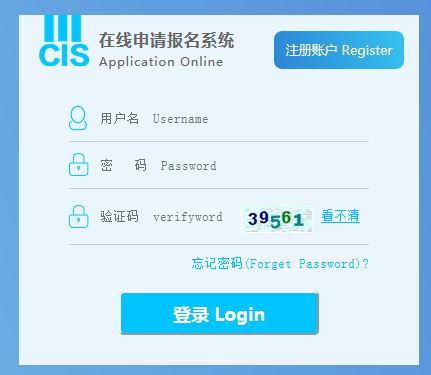 CIS
在线申请报名系统
Application Online
注册账户 Register
用户名 Username
密 码 Password
验证码 verifyword 39561 看不清
忘记密码(Forget Password)?
登录 Login